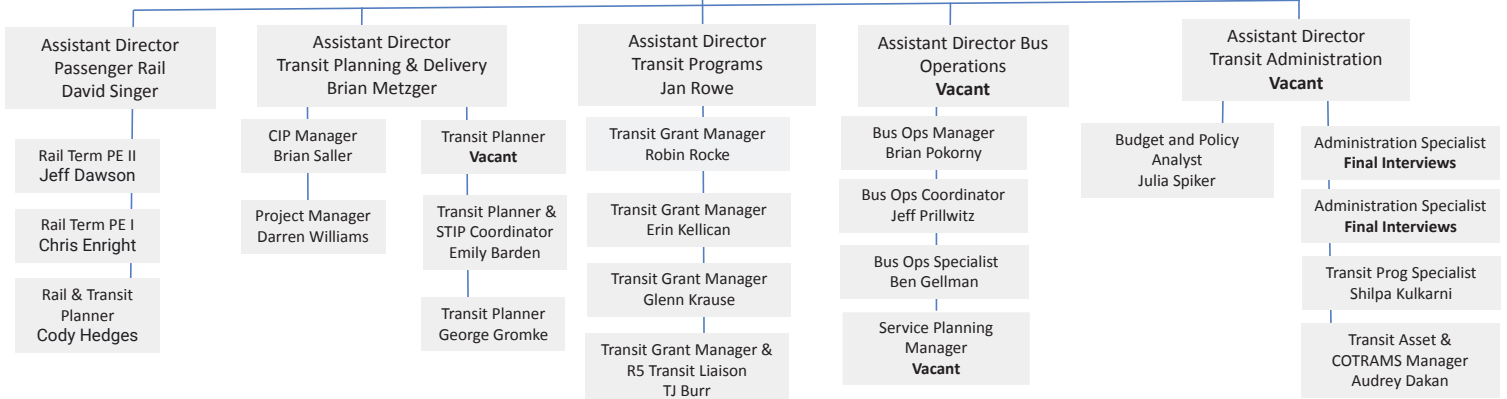 Assistant Director
Passenger Rail
David Singer
Rail Term PE II
Jeff Dawson
Rail Term PE I
Chris Enright
Rail & Transit
Planner
Cody Hedges
Assistant Director
Transit Planning & Delivery
Brian Metzger
CIP Manager
Brian Saller
Project Manager
Darren Williams
Transit Planner
Vacant
Transit Planner &
STIP Coordinator
Emily Barden
Transit Planner
George Gromke
Assistant Director
Transit Programs
Jan Rowe
Transit Grant Manager
Robin Rocke
Transit Grant Manager
Erin Kellican
Transit Grant Manager
Glenn Krause
Transit Grant Manager &
R5 Transit Liaison
TJ Burr
Assistant Director Bus
Operations
Vacant
Bus Ops Manager
Brian Pokorny
Bus Ops Coordinator
Jeff Prillwitz
Bus Ops Specialist
Ben Gellman
Service Planning
Manager
Vacant
Assistant Director
Transit Administration
Vacant
Budget and Policy
Analyst
Julia Spiker
Administration Specialist
Final Interviews
Administration Specialist
Final Interviews
Transit Prog Specialist
Shilpa Kulkarni
Transit Asset &
COTRAMS Manager
Audrey Dakan